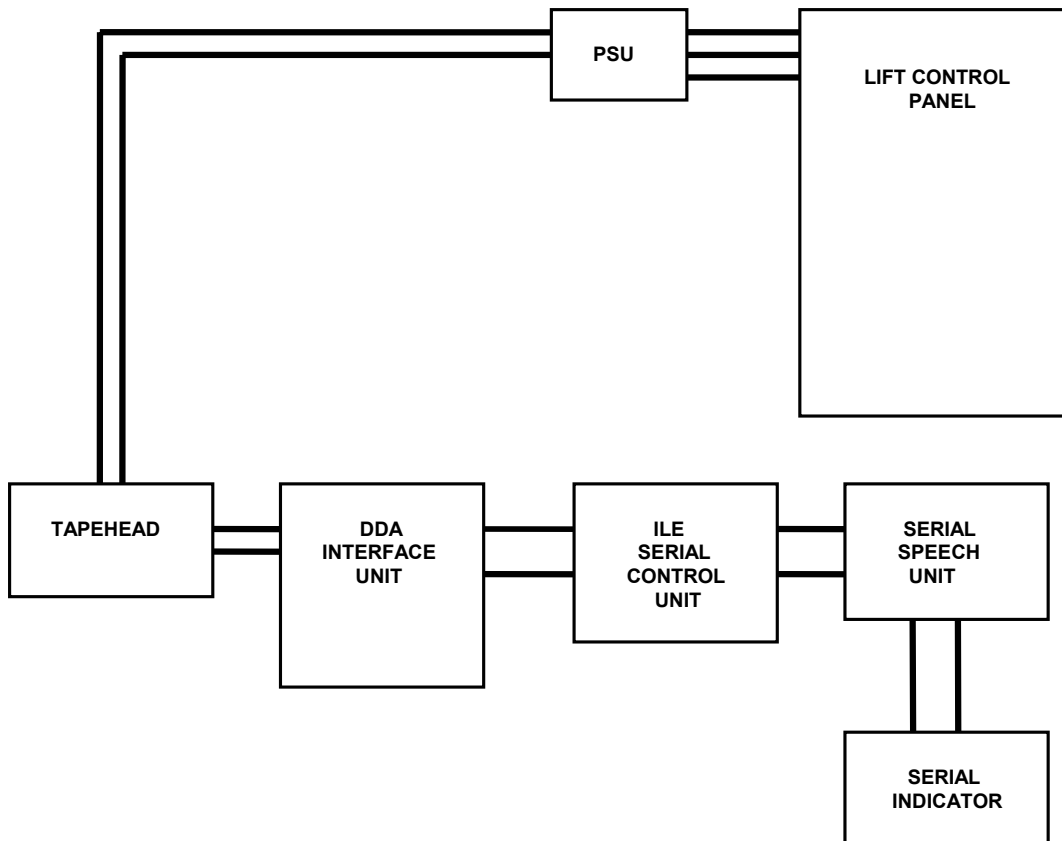 PSU
LIFT CONTROL
PANEL
TAPEHEAD
DDA
INTERFACE
UNIT
ILE
SERIAL
CONTROL
UNIT
SERIAL
SPEECH
UNIT
SERIAL
INDICATOR